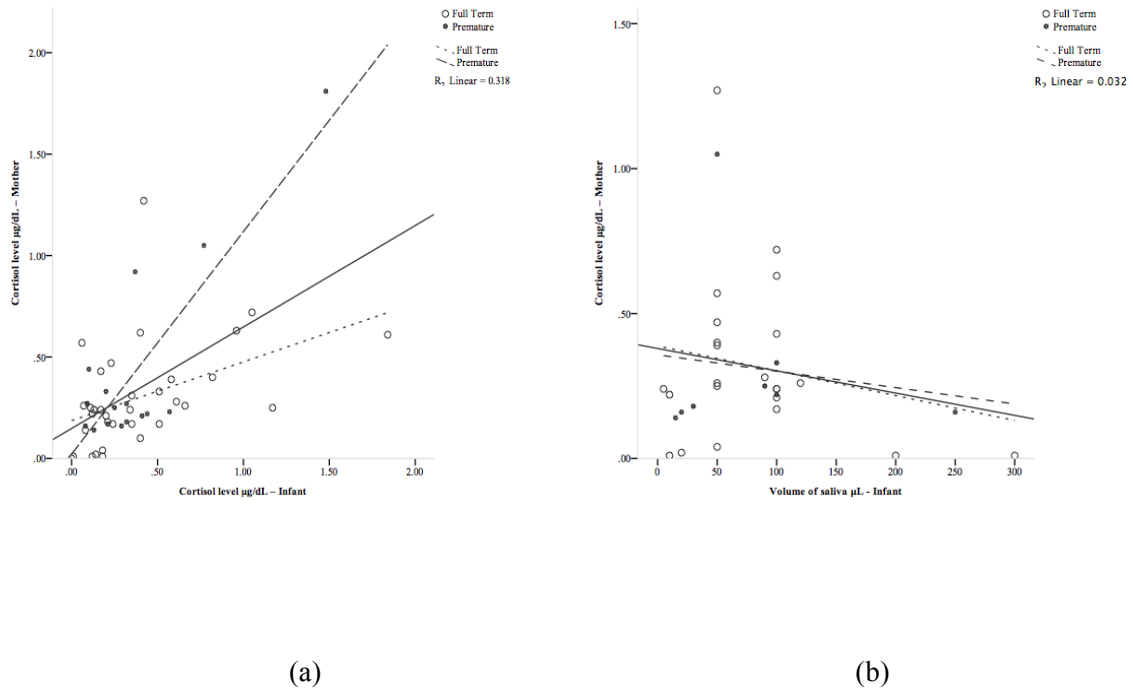 Full Term
Premature
Full Term
Premature
R, Linear = 0.318
2.00
1.50
1.00
.50
.00
.00 .50 1.00 1.50 2.0
Cortisol level µg/dL – Mother
Cortisol level µg/dL – Infant
(a)
Full Term
Premature
Full Term
Premature
R, Linear = 0.032
1.50
1.00
.50
.00
0 50 100 150 200 250 300
Cortisol level µg/dL – Mother
Volume of saliva µL - Infant
(b)